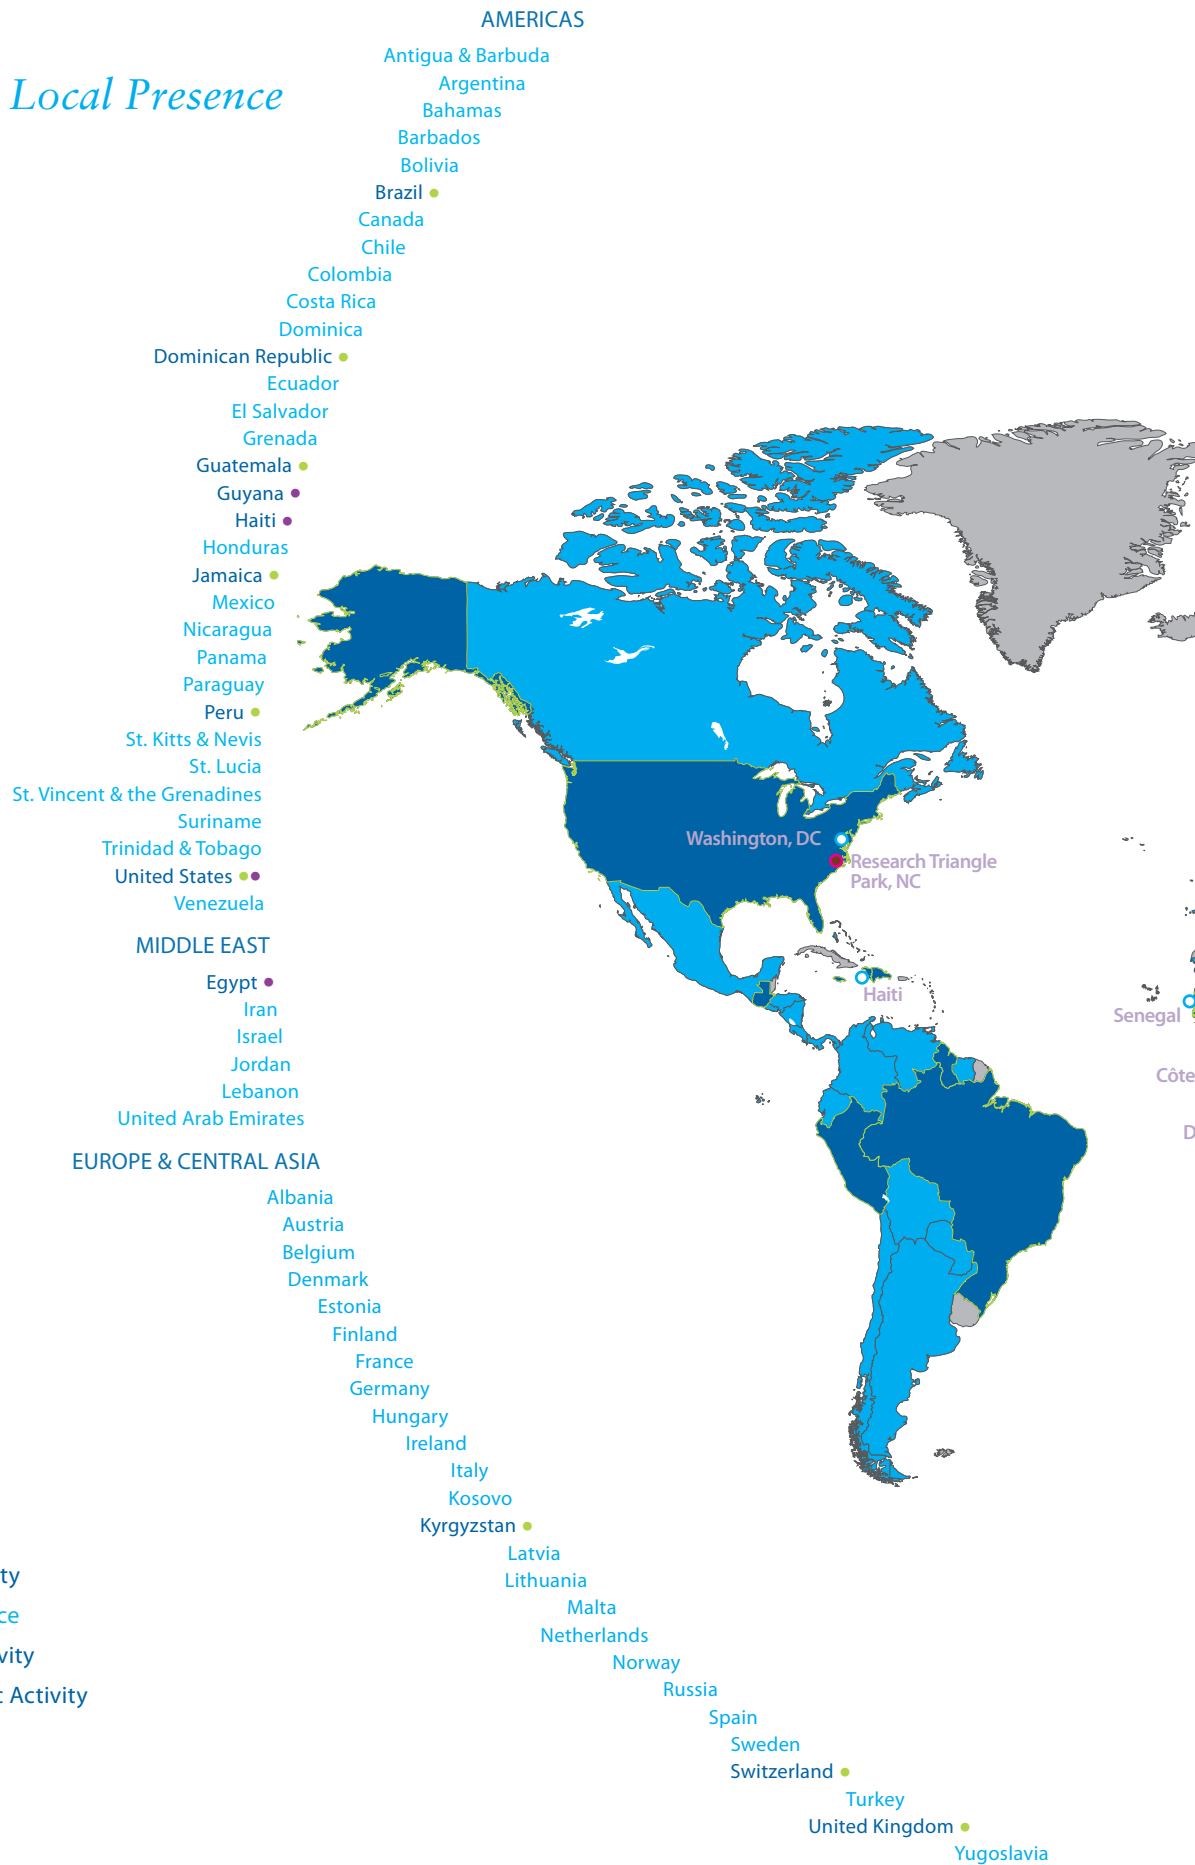 AMERICAS
Local Presence
Antigua & Barbuda
Argentina
Bahamas
Barbados
Bolivia
Brazil
Canada
Chile
Colombia
Costa Rica
Dominica
Dominican Republic
Ecuador
El Salvador
Grenada
Guatemala
Guyana
Haiti
Honduras
Jamaica
Mexico
Nicaragua
Panama
Paraguay
Peru
St. Kitts & Nevis
St. Lucia
St. Vincent & the Grenadines
Suriname
Trinidad & Tobago
United States
Venezuela
MIDDLE EAST
Egypt
Iran
Israel
Jordan
Lebanon
United Arab Emirates
EUROPE & CENTRAL ASIA
Albania
Austria
Belgium
Denmark
Estonia
Finland
France
Germany
Hungary
Ireland
Italy
Kosovo
Kyrgyzstan
Latvia
Lithuania
Malta
Netherlands
Norway
Russia
Spain
Sweden
Switzerland
Turkey
United Kingdom
Yugoslavia
Washington, DC
Research Triangle
Park, NC
Haiti
Senegal
Côte
D
ty
ce
vity
c Activity